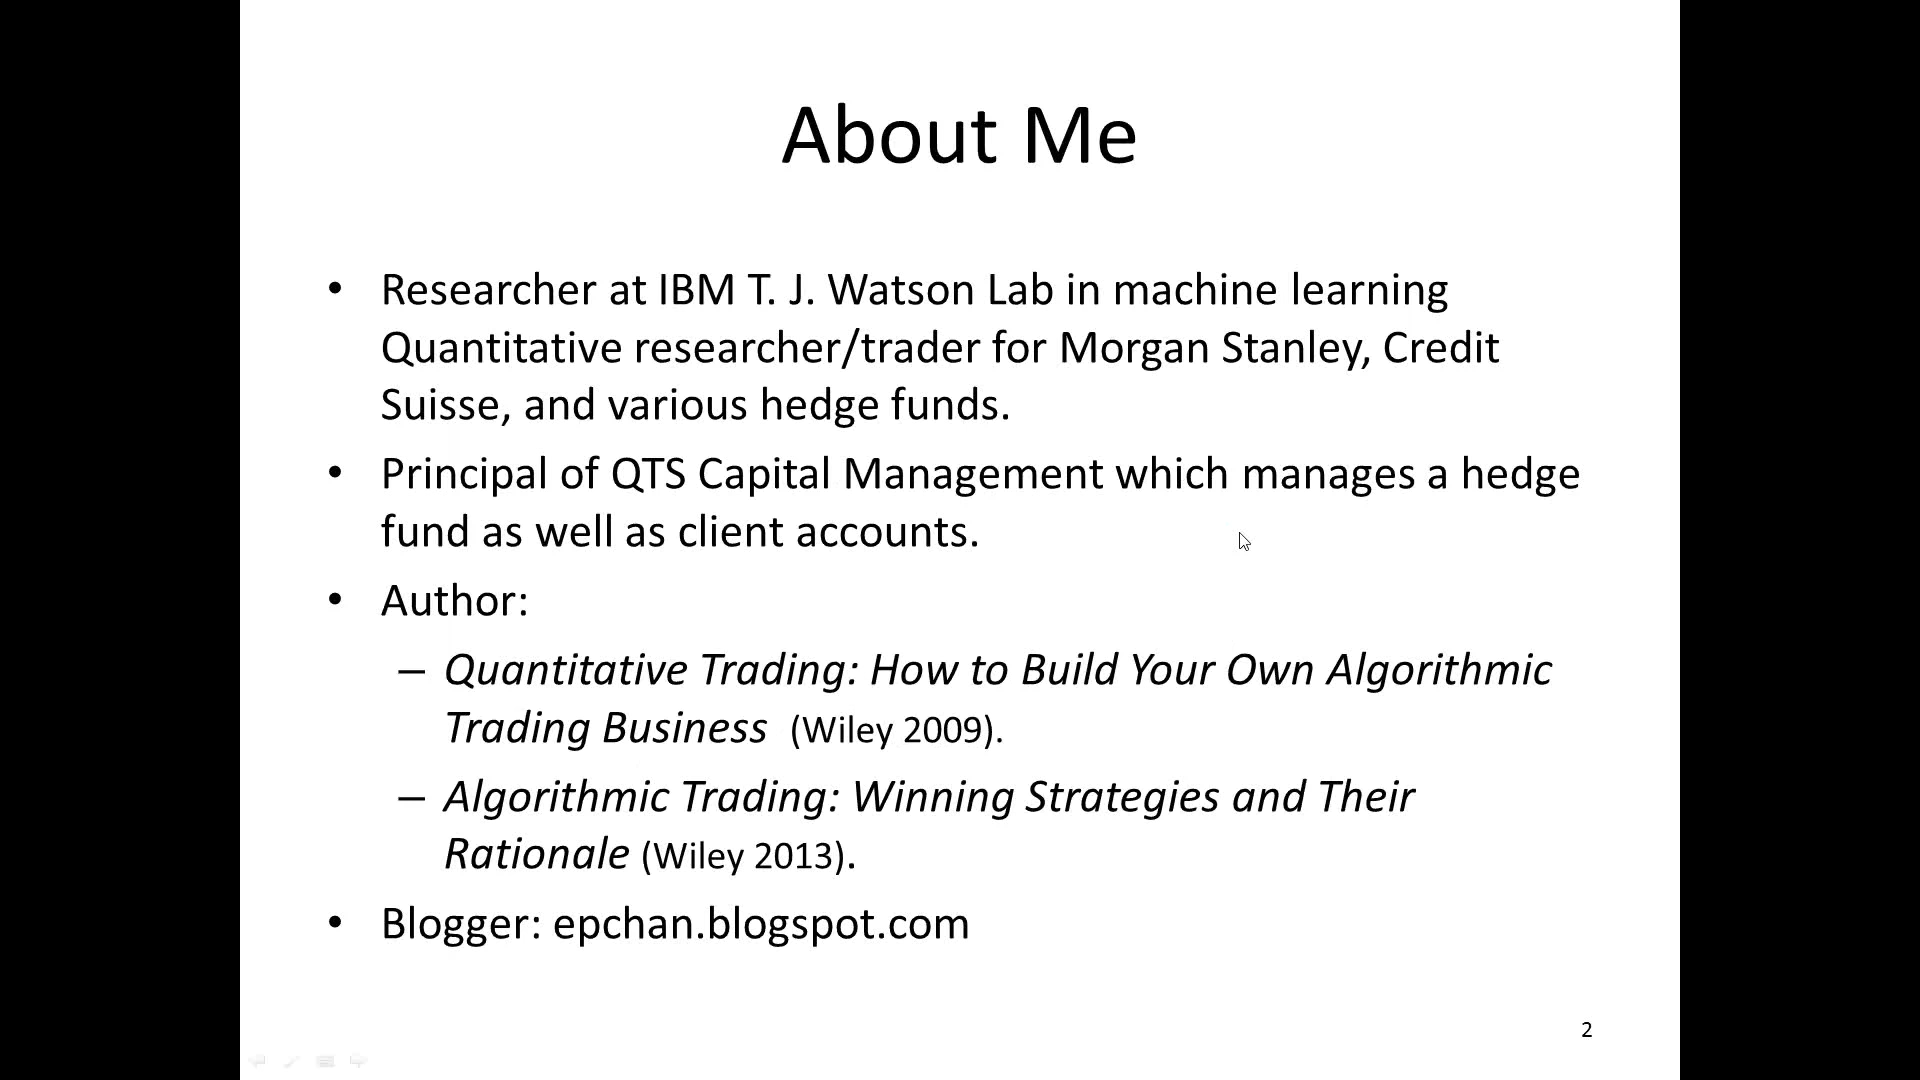 About Me
• Researcher at IBM T. J. Watson Lab in machine learning
Quantitative researcher/trader for Morgan Stanley, Credit
Suisse, and various hedge funds.
• Principal of QTS Capital Management which manages a hedge
fund as well as client accounts.
• Author:
– Quantitative Trading: How to Build Your Own Algorithmic
Trading Business (Wiley 2009).
– Algorithmic Trading: Winning Strategies and Their
Rationale (Wiley 2013).
• Blogger: epchan.blogspot.com
2